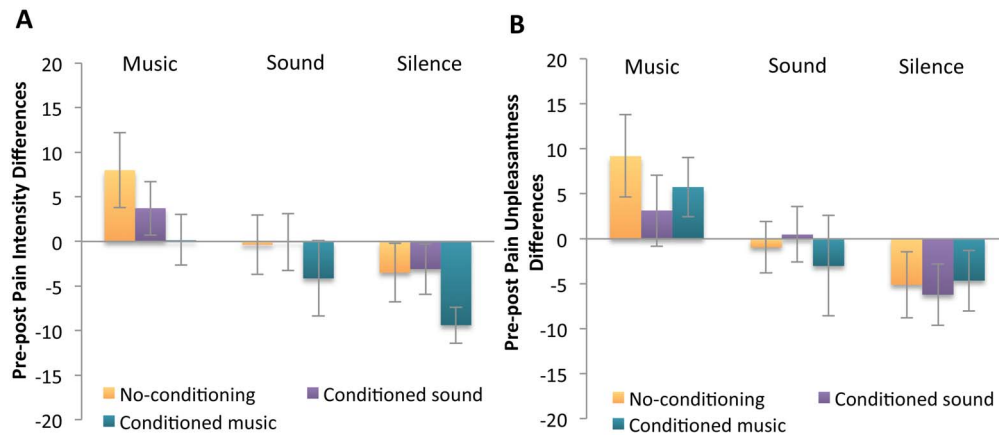 A
Pre-post Pain Intensity Differences
20
15
10
5
0
-5
-10
-15
-20
Music Sound Silence
No-conditioning Conditioned sound
Conditioned music
B
Pre-post Pain Unpleasantness
Differences
20
15
10
5
0
-5
-10
-15
-20
Music Sound Silence
No-conditioning Conditioned sound
Conditioned music